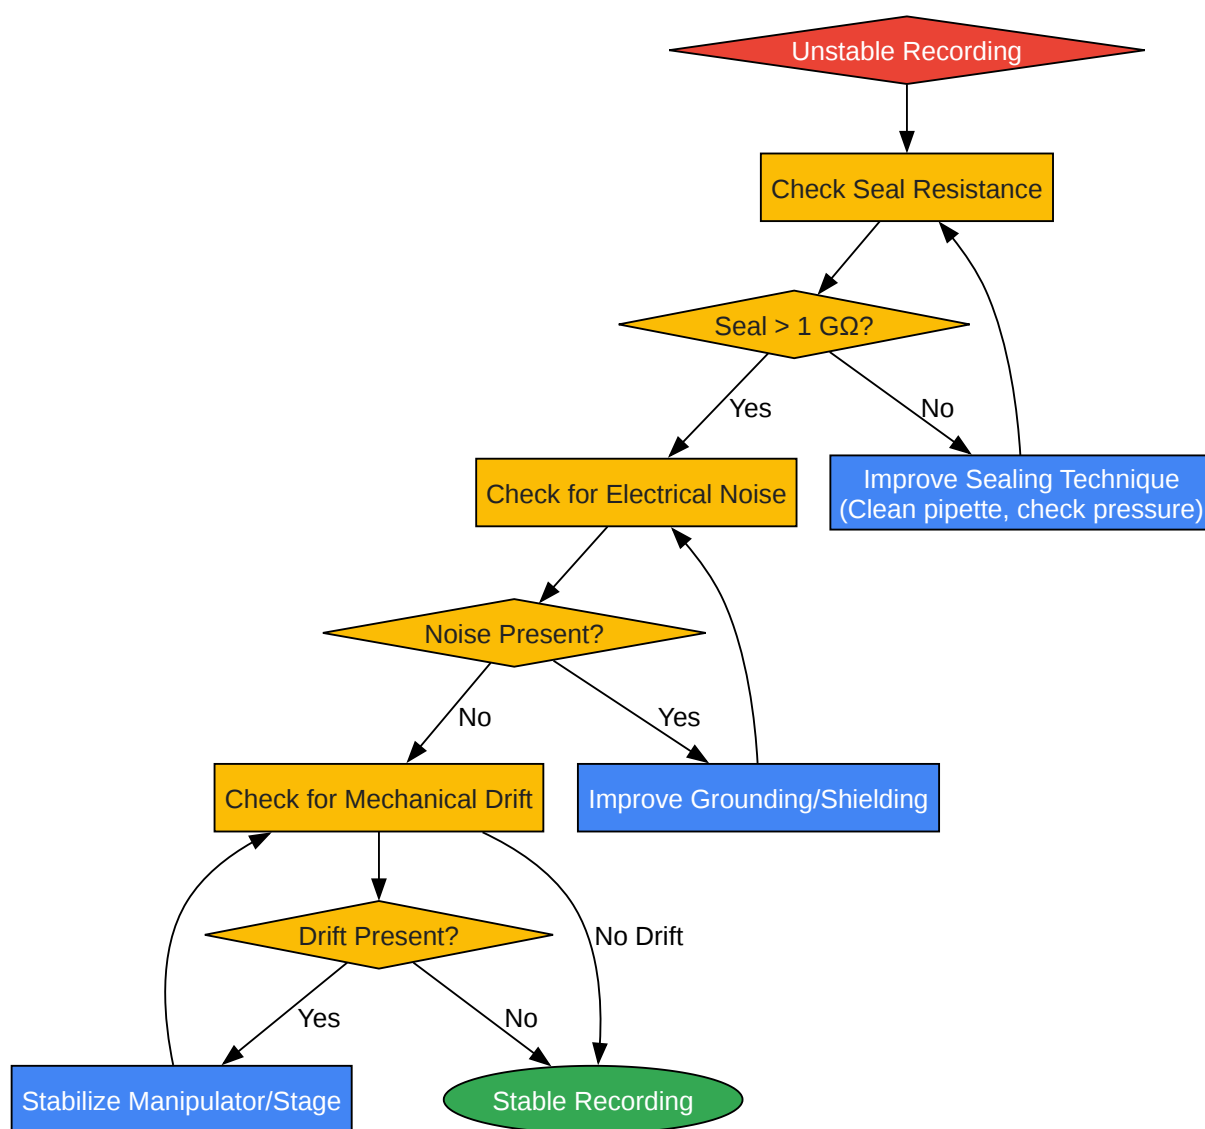 Unstable Recording
Check Seal Resistance
Seal > 1 GΩ?
Yes
No
Check for Electrical Noise
Improve Sealing Technique
(Clean pipette, check pressure)
Noise Present?
No
Yes
Check for Mechanical Drift
Improve Grounding/Shielding
Drift Present?
No Drift
Yes
No
Stabilize Manipulator/Stage
Stable Recording